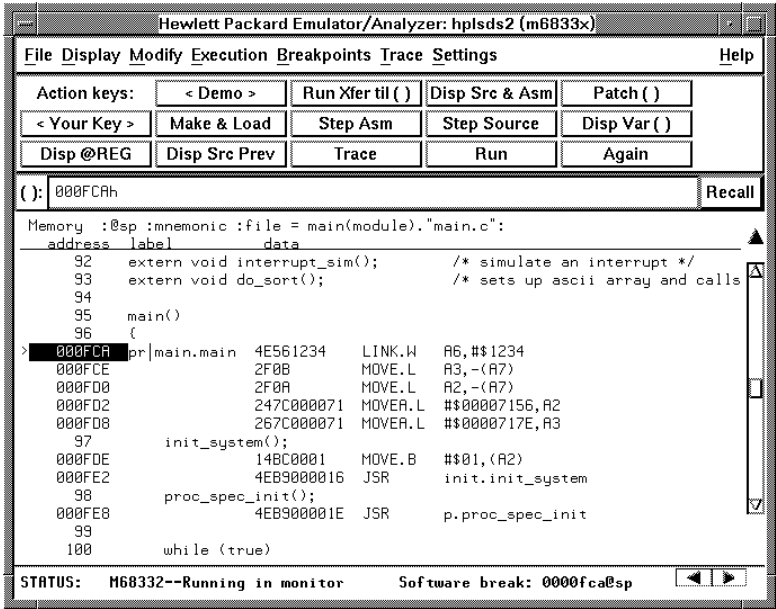 Hewlett Packard Emulator/Analyzer: hplsds2 (m6833x)
File Display Modify Execution Breakpoints Trace Settings Help
Action keys: < Demo > Run Xfer til ( ) Disp Src & Asm Patch ( )
< Your Key > Make & Load Step Asm Step Source Disp Var ( )
Disp @REG Disp Src Prev Trace Run Again
( ): 000FCAh Recall
Memory :@sp :mnemonic :file = main(module)."main.c":
address label data
92 extern void interrupt_sim(); /* simulate an interrupt */
93 extern void do_sort(); /* sets up ascii array and calls
94
95 main()
96 {
> 000FCA pr|main.main 4E561234 LINK.W A6,#$1234
000FCE 2F0B MOVE.L A3,-(A7)
000FD0 2F0A MOVE.L A2,-(A7)
000FD2 247C000071 MOVEA.L #$00007156,A2
000FD8 267C000071 MOVEA.L #$0000717E,A3
97 init_system();
000FDE 14BC0001 MOVE.B #$01,(A2)
000FE2 4EB9000016 JSR init.init_system
98 proc_spec_init();
000FE8 4EB900001E JSR p.proc_spec_init
99
100 while (true)
STATUS: M68332--Running in monitor Software break: 0000fca@sp